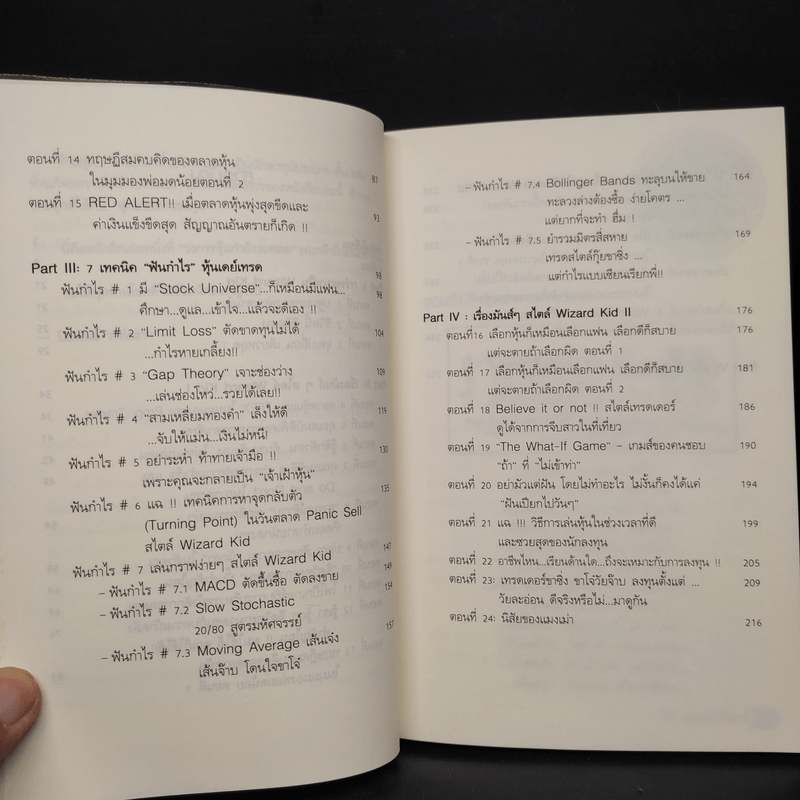 ตอนที่ 14 ทฤษฎีสมคบคิดของตลาดหุ้น
ในมุมมองพ่อมดน้อยตอนที่ 2 87
ตอนที่ 15 RED ALERT!! เมื่อตลาดหุ้นพุ่งสุดขีดและ 93
ค่าเงินแข็งขีดสุด สัญญาณอันตรายก็เกิด !!
Part III: 7 เทคนิค “ฟันกำไร” หุ้นเดย์เทรด 98
ฟันกำไร # 1 มี “Stock Universe”...ก็เหมือนมีแฟน... 98
ศึกษา...ดูแล...เข้าใจ...แล้วจะดีเอง !!
ฟันกำไร # 2 “Limit Loss” ตัดขาดทุนไม่ได้ 104
...กำไรหายเกลี้ยง!!
ฟันกำไร # 3 “Gap Theory” เจาะช่องว่าง 109
...เล่นช่องโหว่...รวยได้เลย!!
ฟันกำไร # 4 “สามเหลี่ยมทองคำ” เล็งให้ดี 119
...จับให้แม่น...เงินไม่หนี!
ฟันกำไร # 5 อย่าระห่ำ ท้าทายเจ้ามือ !! 130
เพราะคุณจะกลายเป็น “เจ้าเฝ้าหุ้น”
ฟันกำไร # 6 แฉ !! เทคนิคการหาจุดกลับตัว 135
(Turning Point) ในวันตลาด Panic Sell
สไตล์ Wizard Kid
ฟันกำไร # 7 เล่นกราฟง่ายๆ สไตล์ Wizard Kid 147
– ฟันกำไร # 7.1 MACD ตัดขึ้นซื้อ ตัดลงขาย 149
– ฟันกำไร # 7.2 Slow Stochastic 154
20/80 สูตรมหัศจรรย์
– ฟันกำไร # 7.3 Moving Average เส้นเจ๋ง 157
เส้นจ๊าบ โดนใจขาโจ๋
– ฟันกำไร # 7.4 Bollinger Bands ทะลุบนให้ขาย 164
ทะลวงล่างต้องซื้อ ง่ายโคตร ...
แต่ยากที่จะทำ ฮึ่ม !
– ฟันกำไร # 7.5 ยำรวมมิตรสี่สหาย 169
เทรดสไตล์กุ๊ยขาซิ่ง ...
แต่กำไรแบบเซียนเรียกพี่!!
Part IV : เรื่องมันส์ๆ สไตล์ Wizard Kid II 176
ตอนที่16 เลือกหุ้นก็เหมือนเลือกแฟน เลือกดีก็สบาย 176
แต่จะตายถ้าเลือกผิด ตอนที่ 1
ตอนที่ 17 เลือกหุ้นก็เหมือนเลือกแฟน เลือกดีก็สบาย 181
แต่จะตายถ้าเลือกผิด ตอนที่ 2
ตอนที่ 18 Believe it or not !! สไตล์เทรดเดอร์ 186
ดูได้จากการจีบสาวในที่เที่ยว
ตอนที่ 19 “The What-If Game” – เกมส์ของคนชอบ 190
“ถ้า” ที่ “ไม่เข้าท่า”
ตอนที่ 20 อย่ามัวแต่ฝัน โดยไม่ทำอะไร ไม่งั้นก็คงได้แค่ 194
“ฝันเปียกไปวันๆ”
ตอนที่ 21 แฉ !!! วิธีการเล่นหุ้นในช่วงเวลาที่ดี 199
และซวยสุดของนักลงทุน
ตอนที่ 22 อาชีพไหน...เรียนด้านใด...ถึงจะเหมาะกับการลงทุน !! 205
ตอนที่ 23: เทรดเดอร์ขาซิ่ง ขาโจ๋วัยจ๊าบ ลงทุนตั้งแต่ ... 209
วัยละอ่อน ดีจริงหรือไม่...มาดูกัน
ตอนที่ 24: นิสัยของแมงเม่า 216